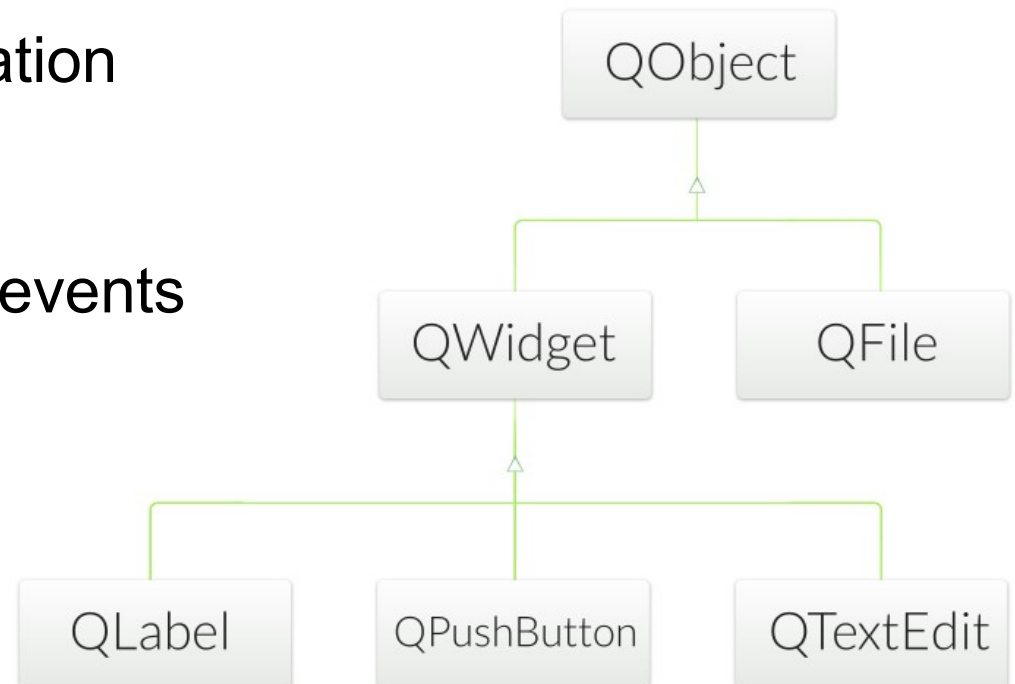 ation
QObject
events
QWidget
QFile
QLabel
QPushButton
QTextEdit